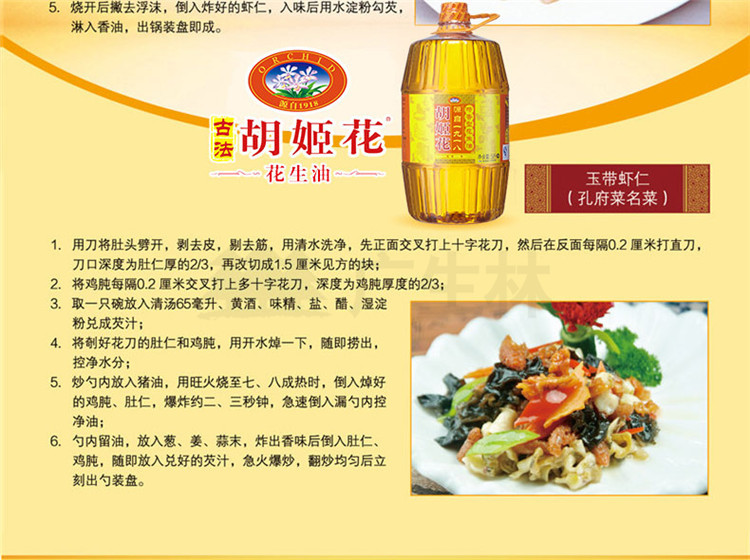 5. 烧开后撇去浮沫，倒入炸好的虾仁，入味后用水淀粉勾芡，
淋入香油，出锅装盘即成。
ORCHID
源自1918
古法 胡姬花
花生油
胡姬花
源自一九一八
玉带虾仁
（孔府菜名菜）
1. 用刀将肚头劈开，剥去皮，剔去筋，用清水洗净，先正面交叉打上十字花刀，然后在反面每隔0.2 厘米打直刀，
刀口深度为肚仁厚的2/3，再改切成1.5 厘米见方的块；
2. 将鸡肫每隔0.2 厘米交叉打上多十字花刀，深度为鸡肫厚度的2/3；
3. 取一只碗放入清汤65毫升、黄酒、味精、盐、醋、湿淀
粉兑成芡汁；
4. 将剞好花刀的肚仁和鸡肫，用开水焯一下，随即捞出，
控净水分；
5. 炒勺内放入猪油，用旺火烧至七、八成热时，倒入焯好
的鸡肫、肚仁，爆炸约二、三秒钟，急速倒入漏勺内控
净油；
6. 勺内留油，放入葱、姜、蒜末，炸出香味后倒入肚仁、
鸡肫，随即放入兑好的芡汁，急火爆炒，翻炒均匀后立
刻出勺装盘。